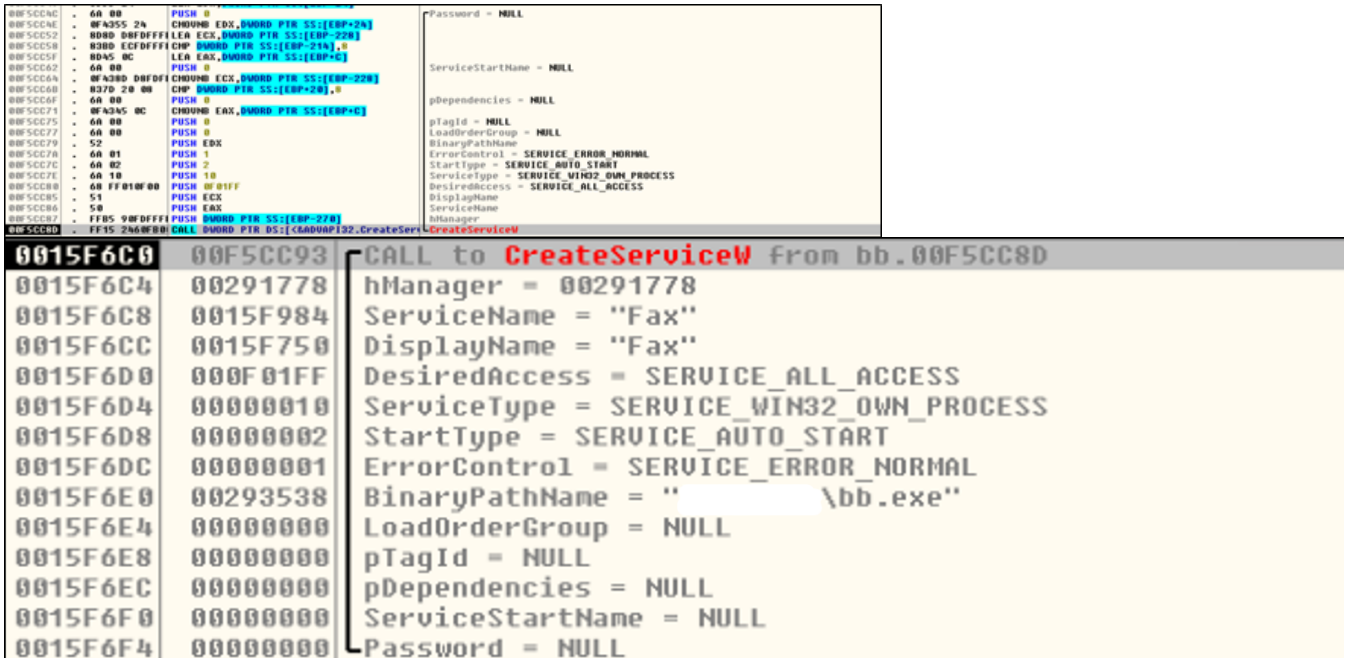 00F5CC4C . 6A 00 PUSH 0 Password = NULL
00F5CC4E . 0F4355 24 CMOVNB EDX,DWORD PTR SS:[EBP+24]
00F5CC52 . 8D8D D8FDFFFF LEA ECX,DWORD PTR SS:[EBP-228]
00F5CC58 . 83BD ECFDFFFF CMP DWORD PTR SS:[EBP-214],8
00F5CC5F . 8D45 0C LEA EAX,DWORD PTR SS:[EBP+C]
00F5CC62 . 6A 00 PUSH 0 ServiceStartName = NULL
00F5CC64 . 0F438D D8FDF CMOVNB ECX,DWORD PTR SS:[EBP-228]
00F5CC6B . 837D 20 08 CMP DWORD PTR SS:[EBP+20],8
00F5CC6F . 6A 00 PUSH 0 pDependencies = NULL
00F5CC71 . 0F4345 0C CMOVNB EAX,DWORD PTR SS:[EBP+C]
00F5CC75 . 6A 00 PUSH 0 pTagId = NULL
00F5CC77 . 6A 00 PUSH 0 LoadOrderGroup = NULL
00F5CC79 . 52 PUSH EDX BinaryPathName
00F5CC7A . 6A 01 PUSH 1 ErrorControl = SERVICE_ERROR_NORMAL
00F5CC7C . 6A 02 PUSH 2 StartType = SERVICE_AUTO_START
00F5CC7E . 6A 10 PUSH 10 ServiceType = SERVICE_WIN32_OWN_PROCESS
00F5CC80 . 68 FF010F00 PUSH 0F01FF DesiredAccess = SERVICE_ALL_ACCESS
00F5CC85 . 51 PUSH ECX DisplayName
00F5CC86 . 50 PUSH EAX ServiceName
00F5CC87 . FFB5 90FDFFFF PUSH DWORD PTR SS:[EBP-270] hManager
00F5CC8D . FF15 2460FB0 CALL DWORD PTR DS:[<&ADVAPI32.CreateServ CreateServiceW
0015F6C0 00F5CC93 CALL to CreateServiceW from bb.00F5CC8D
0015F6C4 00291778 hManager = 00291778
0015F6C8 0015F984 ServiceName = "Fax"
0015F6CC 0015F750 DisplayName = "Fax"
0015F6D0 000F01FF DesiredAccess = SERVICE_ALL_ACCESS
0015F6D4 00000010 ServiceType = SERVICE_WIN32_OWN_PROCESS
0015F6D8 00000002 StartType = SERVICE_AUTO_START
0015F6DC 00000001 ErrorControl = SERVICE_ERROR_NORMAL
0015F6E0 00293538 BinaryPathName = " \bb.exe"
0015F6E4 00000000 LoadOrderGroup = NULL
0015F6E8 00000000 pTagId = NULL
0015F6EC 00000000 pDependencies = NULL
0015F6F0 00000000 ServiceStartName = NULL
0015F6F4 00000000 Password = NULL